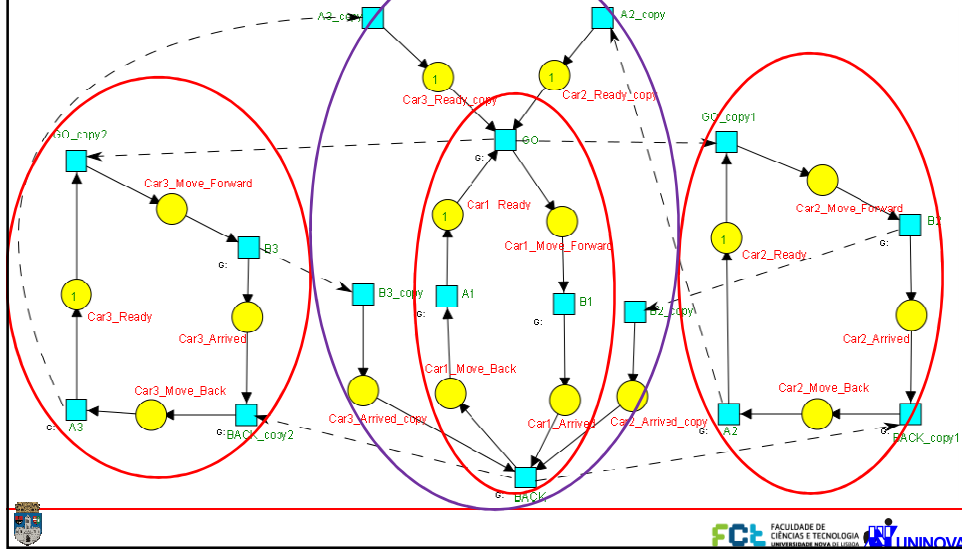 A3_copy
A2_copy
1
1
Car3_Ready_copy
Car2_Ready_copy
GO_copy2
GO
G:
GO_copy1
Car3_Move_Forward
Car2_Move_Forward
1
Car1_Ready
Car1_Move_Forward
B3
G:
B2
G:
1
Car2_Ready
1
Car3_Ready
B3_copy
A1
G:
B1
G:
B2_copy
Car3_Arrived
Car2_Arrived
Car1_Move_Back
Car3_Move_Back
Car2_Move_Back
Car3_Arrived_copy
Car1_Arrived
Car2_Arrived_copy
G:
A3
G:
BACK_copy2
G:
A2
G:
BACK_copy1
G:
BACK
FCt
FACULDADE DE
CIÊNCIAS E TECNOLOGIA
UNIVERSIDADE NOVA DE LISBOA
UNINOVA